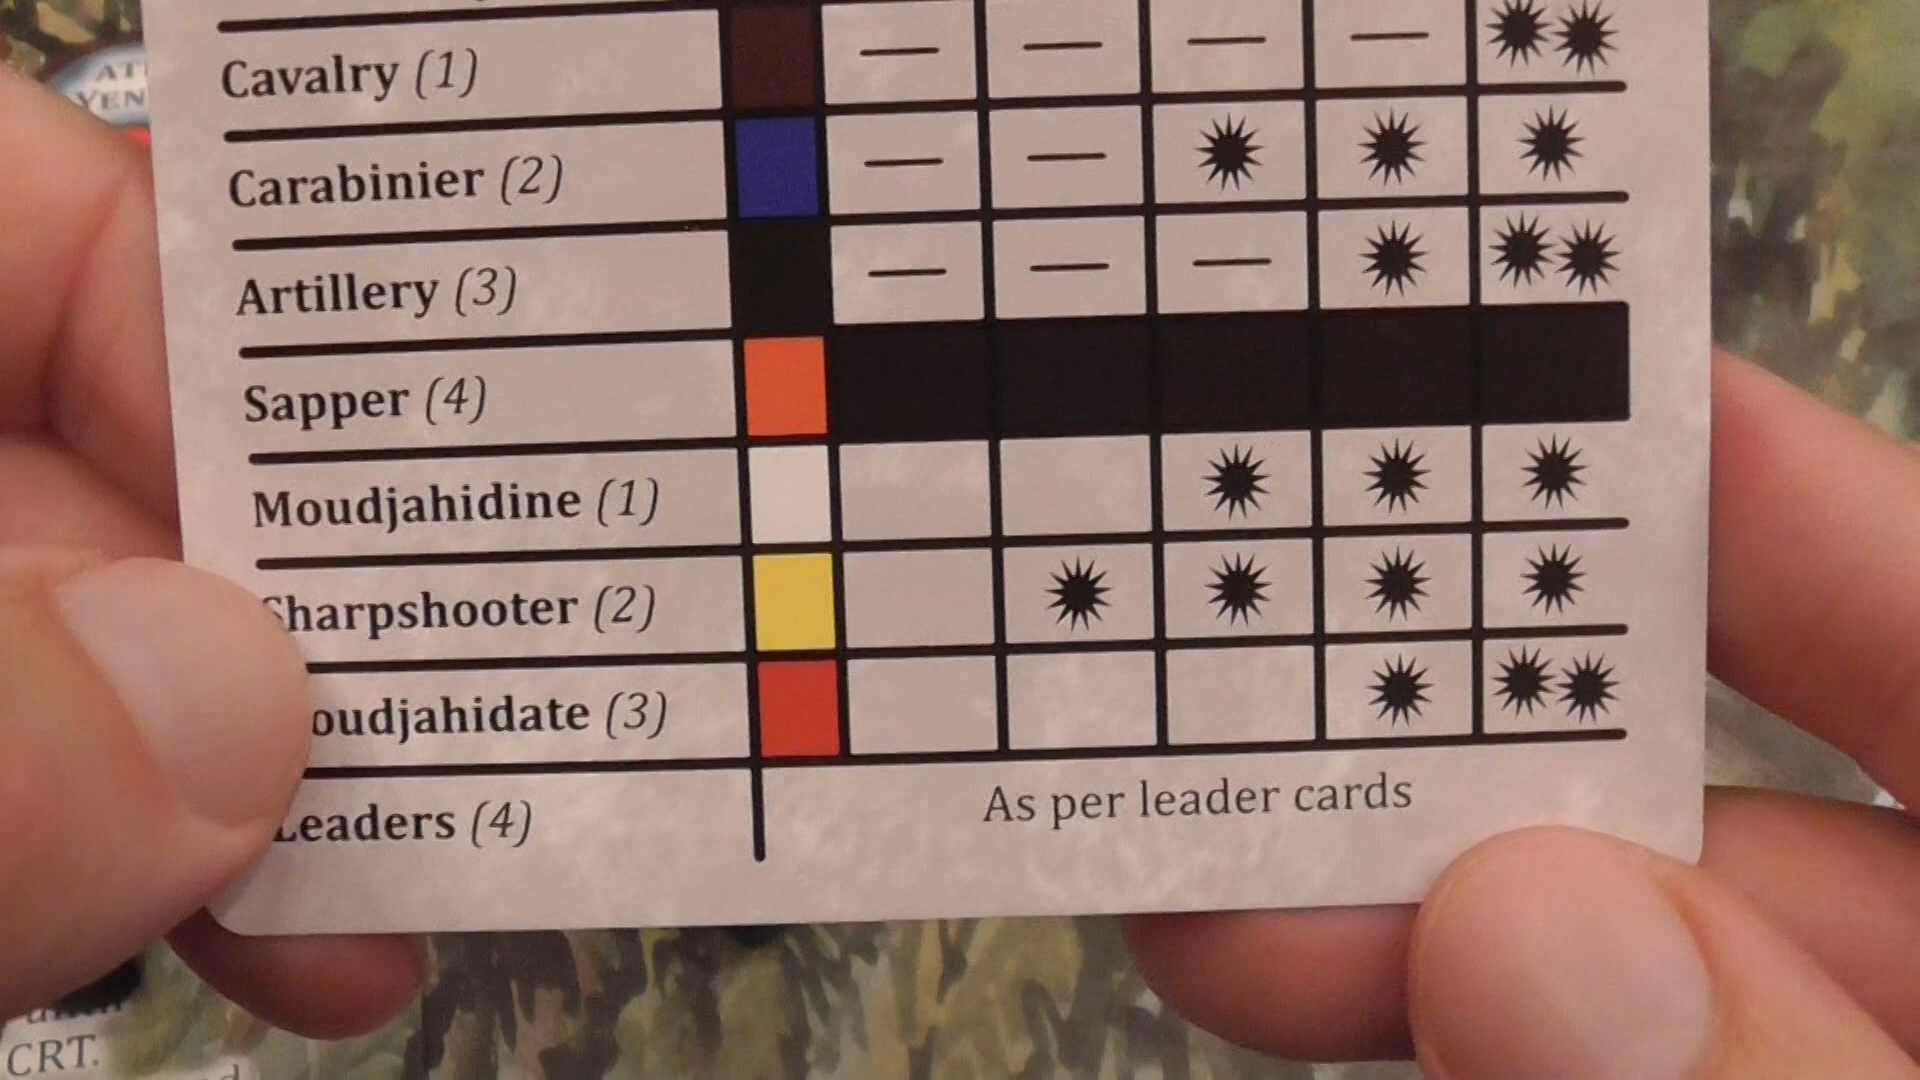 Cavalry (1)
Carabinier (2)
Artillery (3)
Sapper (4)
Moudjahidine (1)
Sharpshooter (2)
oudjahidate (3)
Leaders (4)
As per leader cards
CRT.